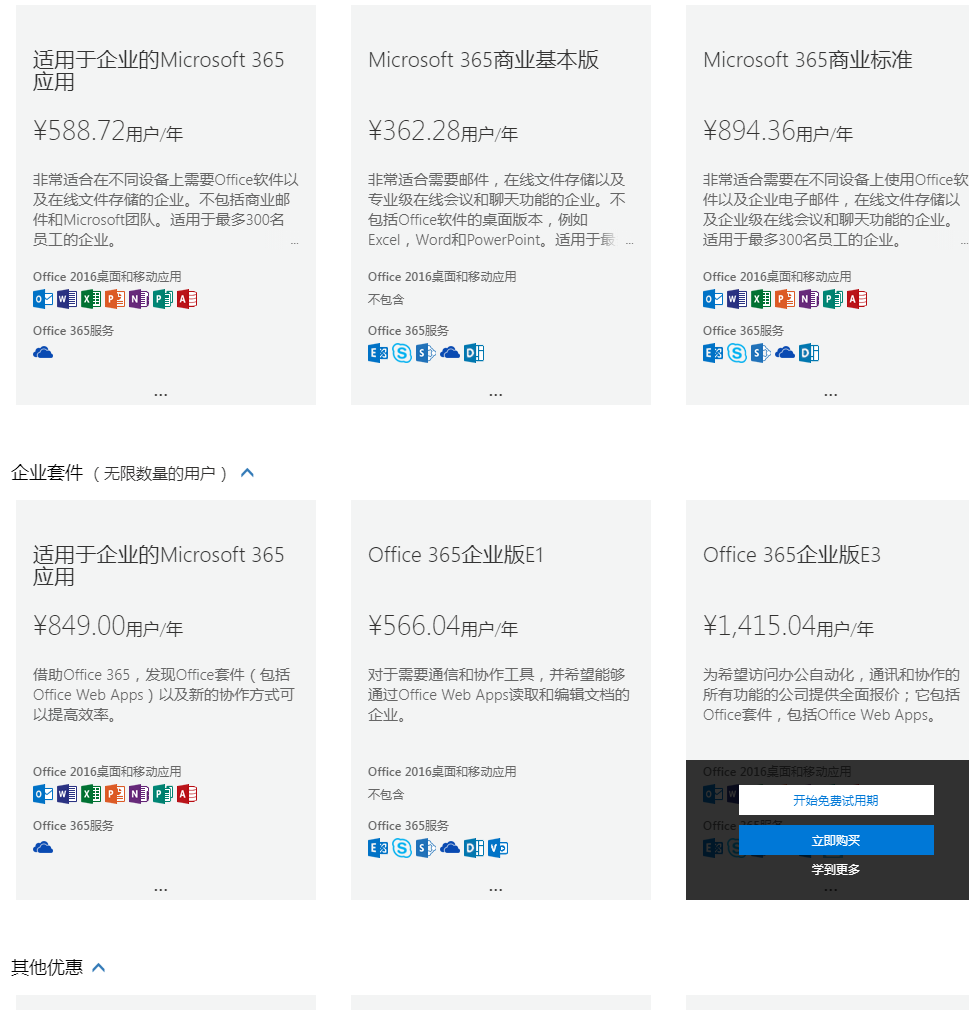 适用于企业的Microsoft 365
应用
¥588.72用户/年
非常适合在不同设备上需要Office软件以
及在线文件存储的企业。不包括商业邮
件和Microsoft团队。适用于最多300名
员工的企业。 ...
Office 2016桌面和移动应用
Office 365服务
...
Microsoft 365商业基本版
¥362.28用户/年
非常适合需要邮件，在线文件存储以及
专业级在线会议和聊天功能的企业。不
包括Office软件的桌面版本，例如
Excel，Word和PowerPoint。适用于最 ...
Office 2016桌面和移动应用
不包含
Office 365服务
...
Microsoft 365商业标准
¥894.36用户/年
非常适合需要在不同设备上使用Office软
件以及企业电子邮件，在线文件存储以
及企业级在线会议和聊天功能的企业。
适用于最多300名员工的企业。 ...
Office 2016桌面和移动应用
Office 365服务
...
企业套件 （无限数量的用户）
适用于企业的Microsoft 365
应用
¥849.00用户/年
借助Office 365，发现Office套件（包括
Office Web Apps）以及新的协作方式可
以提高效率。
Office 2016桌面和移动应用
Office 365服务
...
Office 365企业版E1
¥566.04用户/年
对于需要通信和协作工具，并希望能够
通过Office Web Apps读取和编辑文档的
企业。
Office 2016桌面和移动应用
不包含
Office 365服务
...
Office 365企业版E3
¥1,415.04用户/年
为希望访问办公自动化，通讯和协作的
所有功能的公司提供全面报价；它包括
Office套件，包括Office Web Apps。
Office 2016桌面和移动应用
开始免费试用期
Office 365服务
立即购买
学到更多
...
其他优惠